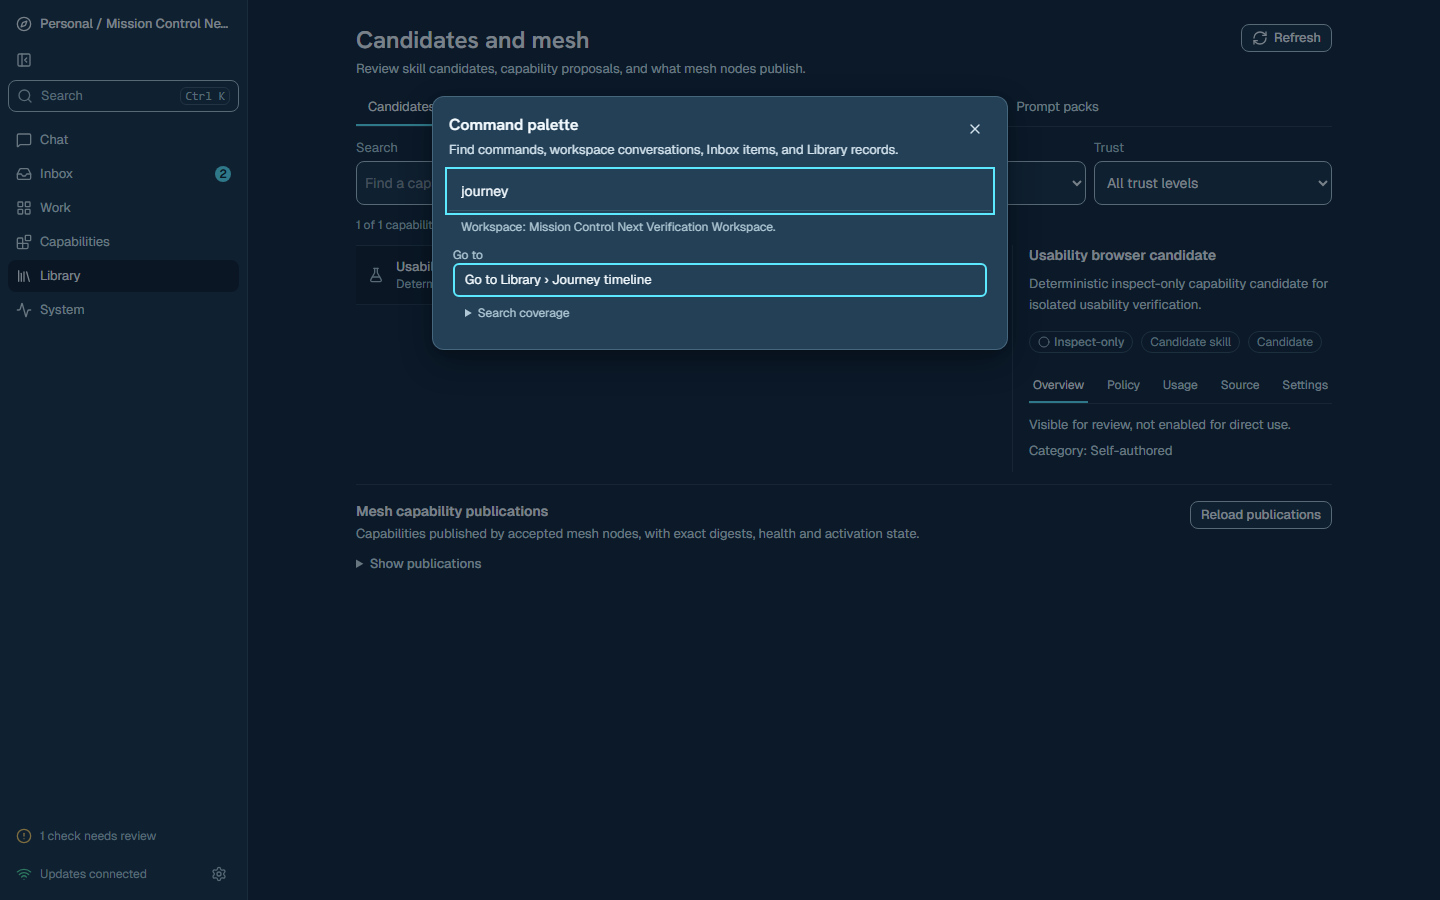 Personal / Mission Control Ne...
Search Ctrl K
Chat
Inbox 2
Work
Capabilities
Library
System
1 check needs review
Updates connected
Candidates and mesh
Refresh
Review skill candidates, capability proposals, and what mesh nodes publish.
Candidates
Prompt packs
Search
Trust
Find a cap
All trust levels
1 of 1 capabilit
Usabil
Determ
Command palette
Find commands, workspace conversations, Inbox items, and Library records.
journey
Workspace: Mission Control Next Verification Workspace.
Go to
Go to Library › Journey timeline
Search coverage
Usability browser candidate
Deterministic inspect-only capability candidate for
isolated usability verification.
Inspect-only Candidate skill Candidate
Overview Policy Usage Source Settings
Visible for review, not enabled for direct use.
Category: Self-authored
Mesh capability publications
Reload publications
Capabilities published by accepted mesh nodes, with exact digests, health and activation state.
Show publications